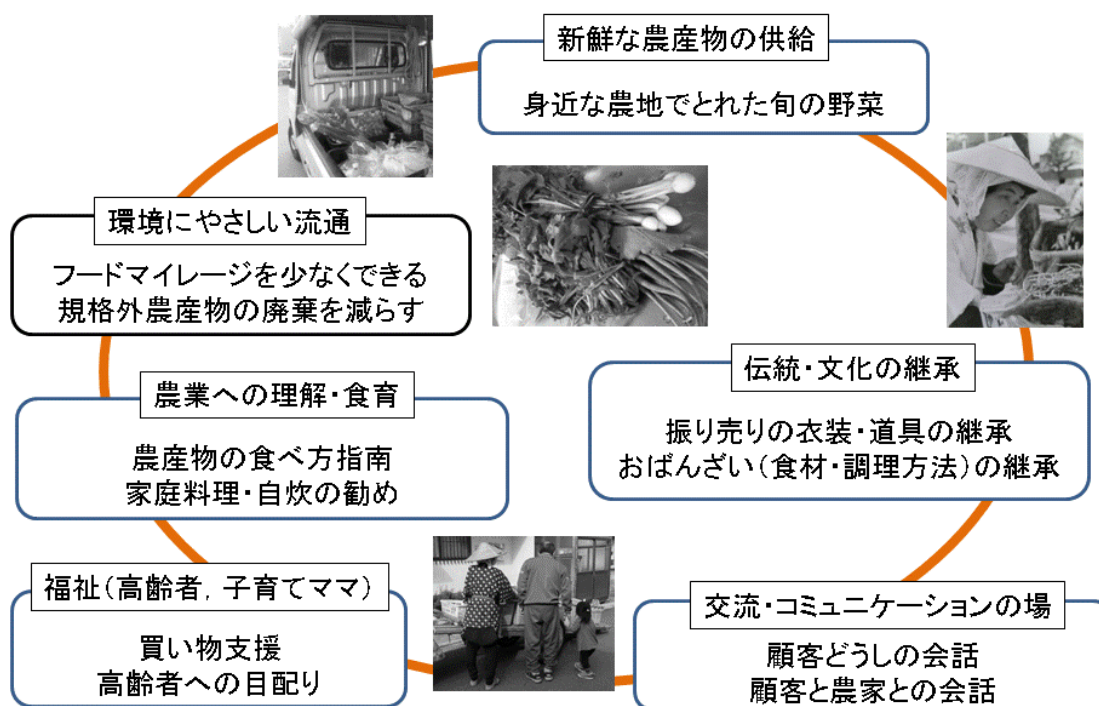 新鮮な農産物の供給
身近な農地でとれた旬の野菜
環境にやさしい流通
フードマイレージを少なくできる
規格外農産物の廃棄を減らす
伝統・文化の継承
振り売りの衣装・道具の継承
おばんざい(食材・調理方法)の継承
農業への理解・食育
農産物の食べ方指南
家庭料理・自炊の勧め
福祉(高齢者，子育てママ)
買い物支援
高齢者への目配り
交流・コミュニケーションの場
顧客どうしの会話
顧客と農家との会話